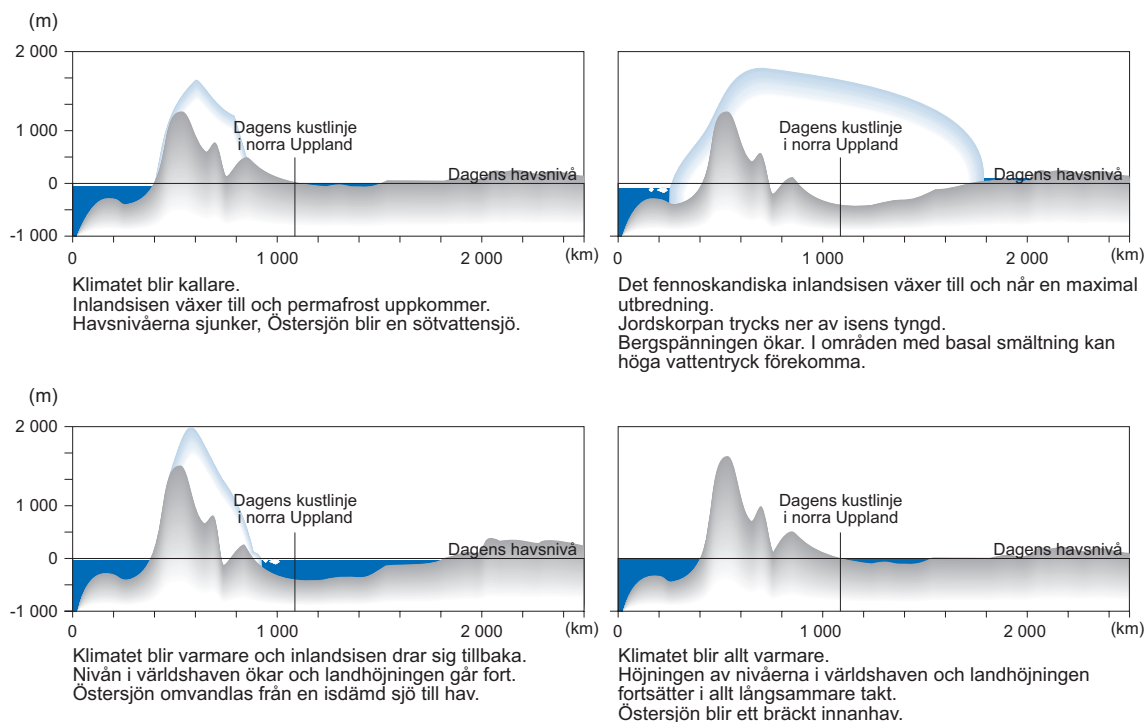 (m)
2 000
1 000
0
-1 000
Dagens kustlinje
i norra Uppland
Dagens havsnivå
0
1 000
2 000
(km)
Klimatet blir kallare.
Inlandsisen växer till och permafrost uppkommer.
Havsnivåerna sjunker, Östersjön blir en sötvattensjö.
Dagens kustlinje
i norra Uppland
Dagens havsnivå
0
1 000
2 000
(km)
Det fennoskandiska inlandsisen växer till och når en maximal
utbredning.
Jordskorpan trycks ner av isens tyngd.
Bergspänningen ökar. I områden med basal smältning kan
höga vattentryck förekomma.
(m)
2 000
1 000
0
-1 000
Dagens kustlinje
i norra Uppland
Dagens havsnivå
0
1 000
2 000
(km)
Klimatet blir varmare och inlandsisen drar sig tillbaka.
Nivån i världshaven ökar och landhöjningen går fort.
Östersjön omvandlas från en isdämd sjö till hav.
Dagens kustlinje
i norra Uppland
Dagens havsnivå
0
1 000
2 000
(km)
Klimatet blir allt varmare.
Höjningen av nivåerna i världshaven och landhöjningen
fortsätter i allt långsammare takt.
Östersjön blir ett bräckt innanhav.